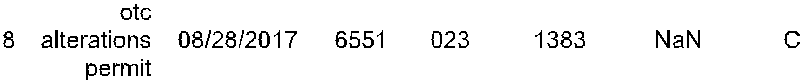 otc
8 alterations 08/28/2017 6551 023 1383 NaN C
permit